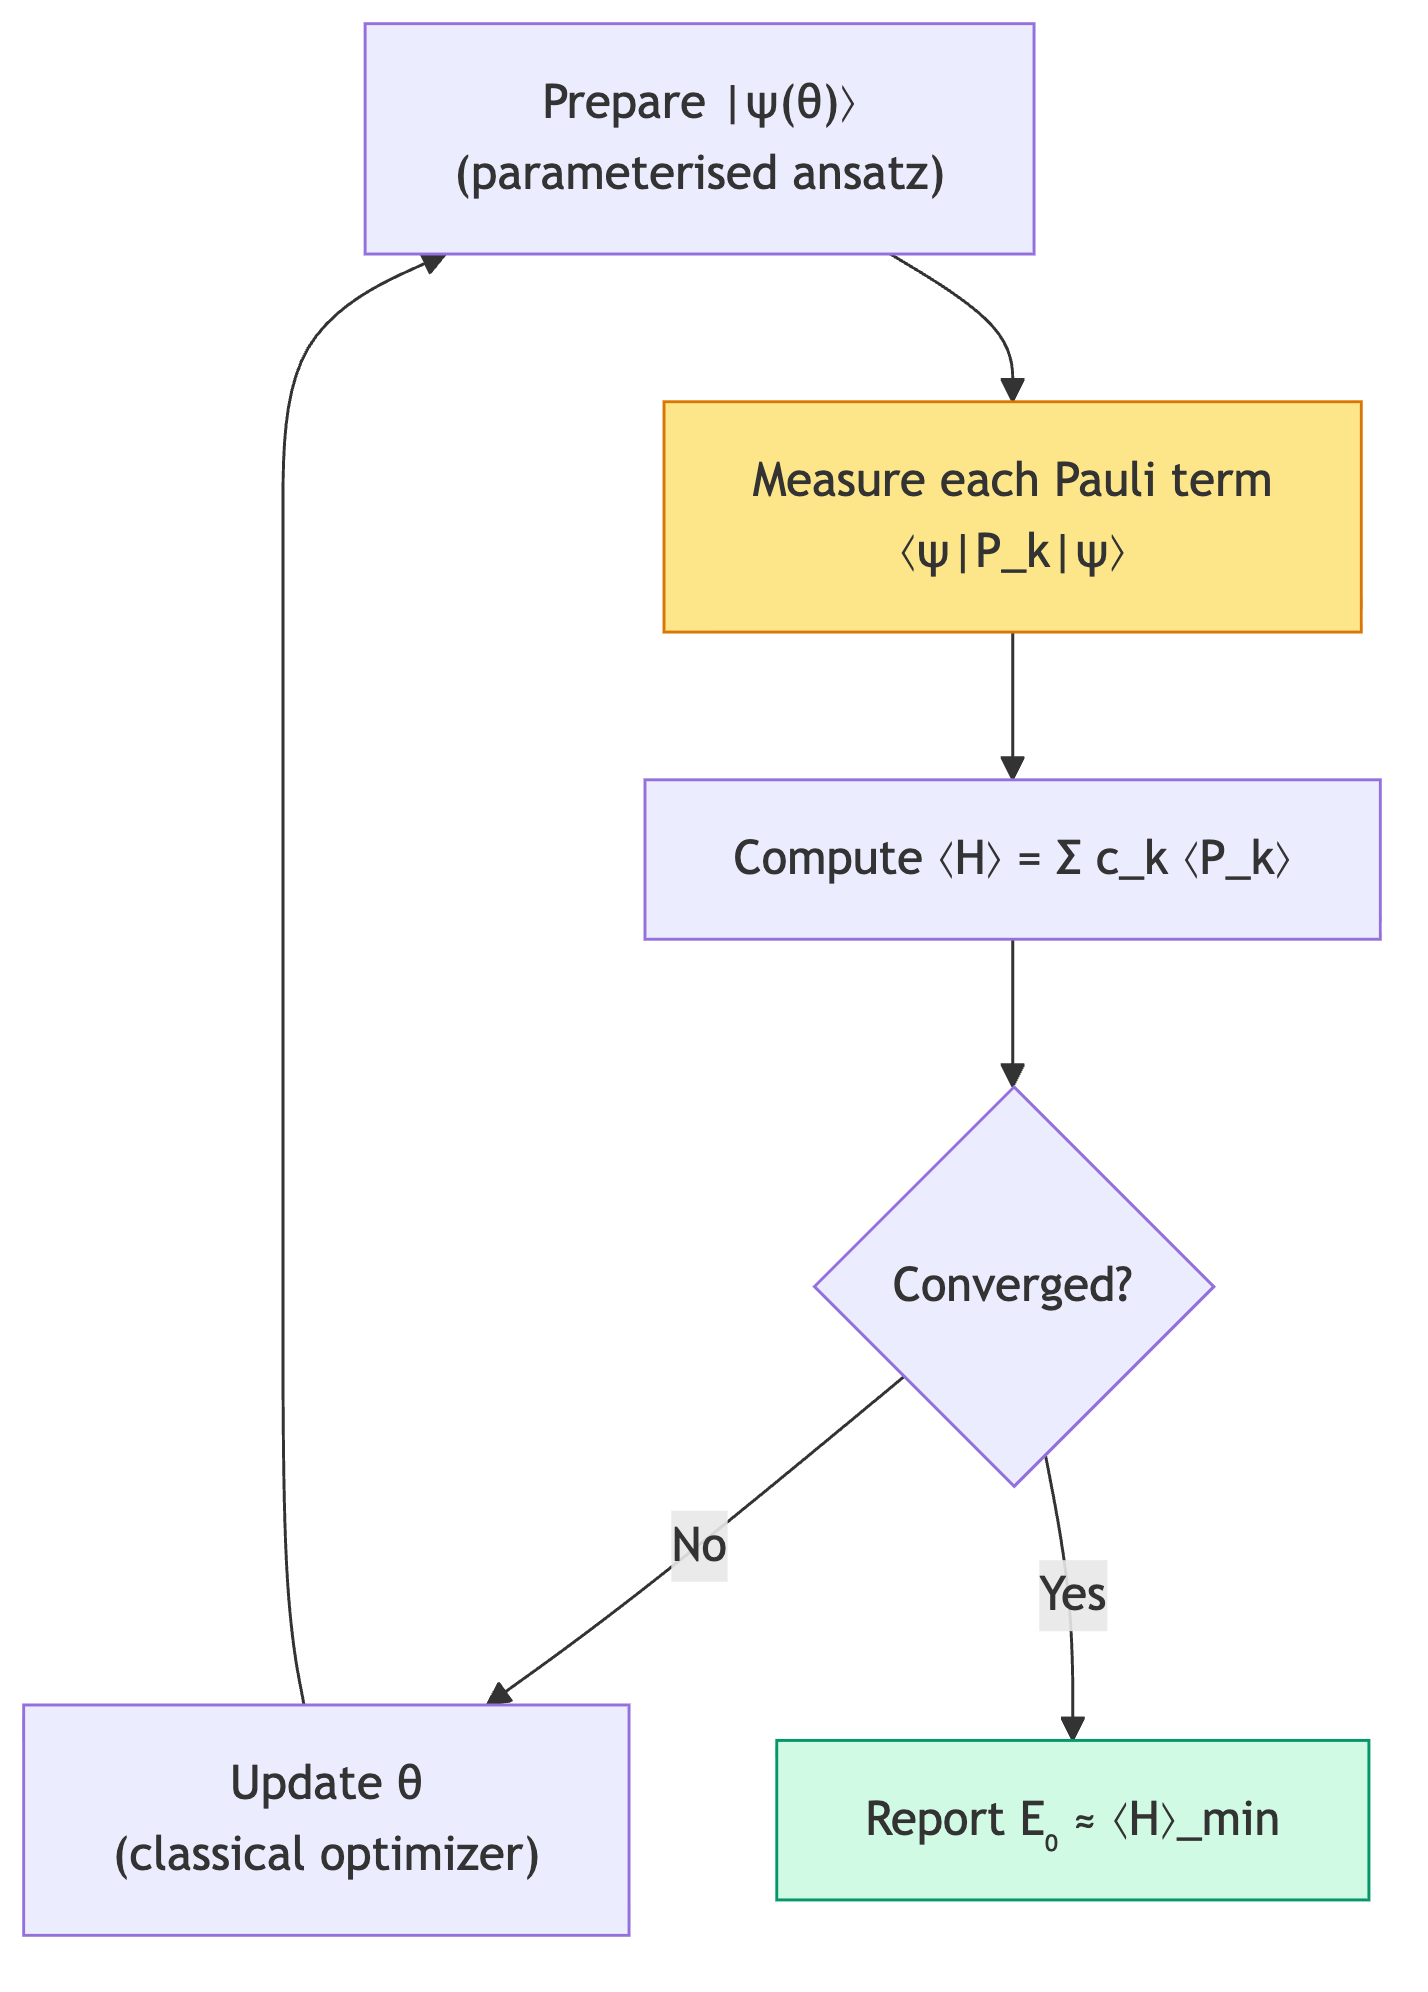 Prepare |ψ(θ)⟩
(parameterised ansatz)
Measure each Pauli term
⟨ψ|P_k|ψ⟩
Compute ⟨H⟩ = Σ c_k ⟨P_k⟩
Converged?
No
Yes
Update θ
(classical optimizer)
Report E₀ ≈ ⟨H⟩_min